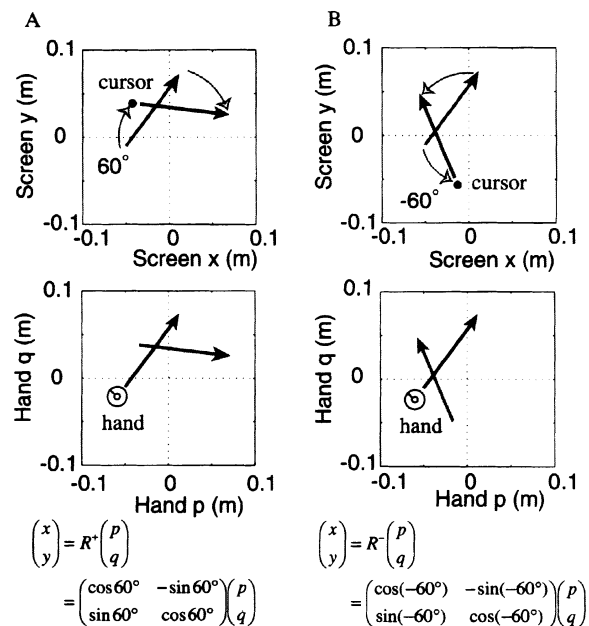 A
0.1
0
-0.1
Screen y (m)
cursor
60°
-0.1 0 0.1
Screen x (m)
0.1
0
-0.1
Hand q (m)
hand
-0.1 0 0.1
Hand p (m)
(x y) = R⁺ (p q)
= (cos60° -sin60° sin60° cos60°) (p q)
B
0.1
0
-0.1
Screen y (m)
-60°
cursor
-0.1 0 0.1
Screen x (m)
0.1
0
-0.1
Hand q (m)
hand
-0.1 0 0.1
Hand p (m)
(x y) = R⁻ (p q)
= (cos(-60°) -sin(-60°) sin(-60°) cos(-60°)) (p q)